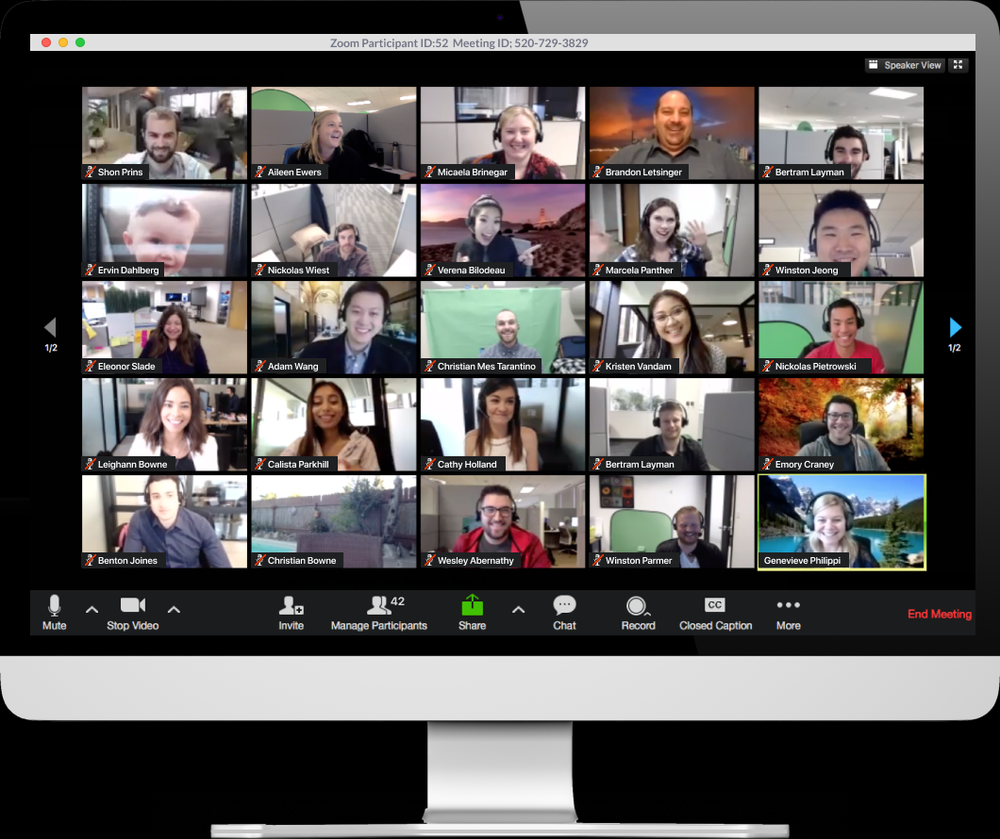 Zoom Participant ID:52 Meeting ID; 520-729-3829
Speaker View
Shon Prins
Aileen Ewers
Micaela Brinegar
Brandon Letsinger
Bertram Layman
Ervin Dahlberg
Nickolas Wiest
Verena Bilodeau
Marcela Panther
Winston Jeong
1/2
1/2
Eleonor Slade
Adam Wang
Christian Mes Tarantino
Kristen Vandam
Nickolas Pietrowski
Leighann Bowne
Calista Parkhill
Cathy Holland
Bertram Layman
Emory Craney
Benton Joines
Christian Bowne
Wesley Abernathy
Winston Parmer
Genevieve Philippi
42
CC
Mute
Stop Video
Invite
Manage Participants
Share
Chat
Record
Closed Caption
More
End Meeting